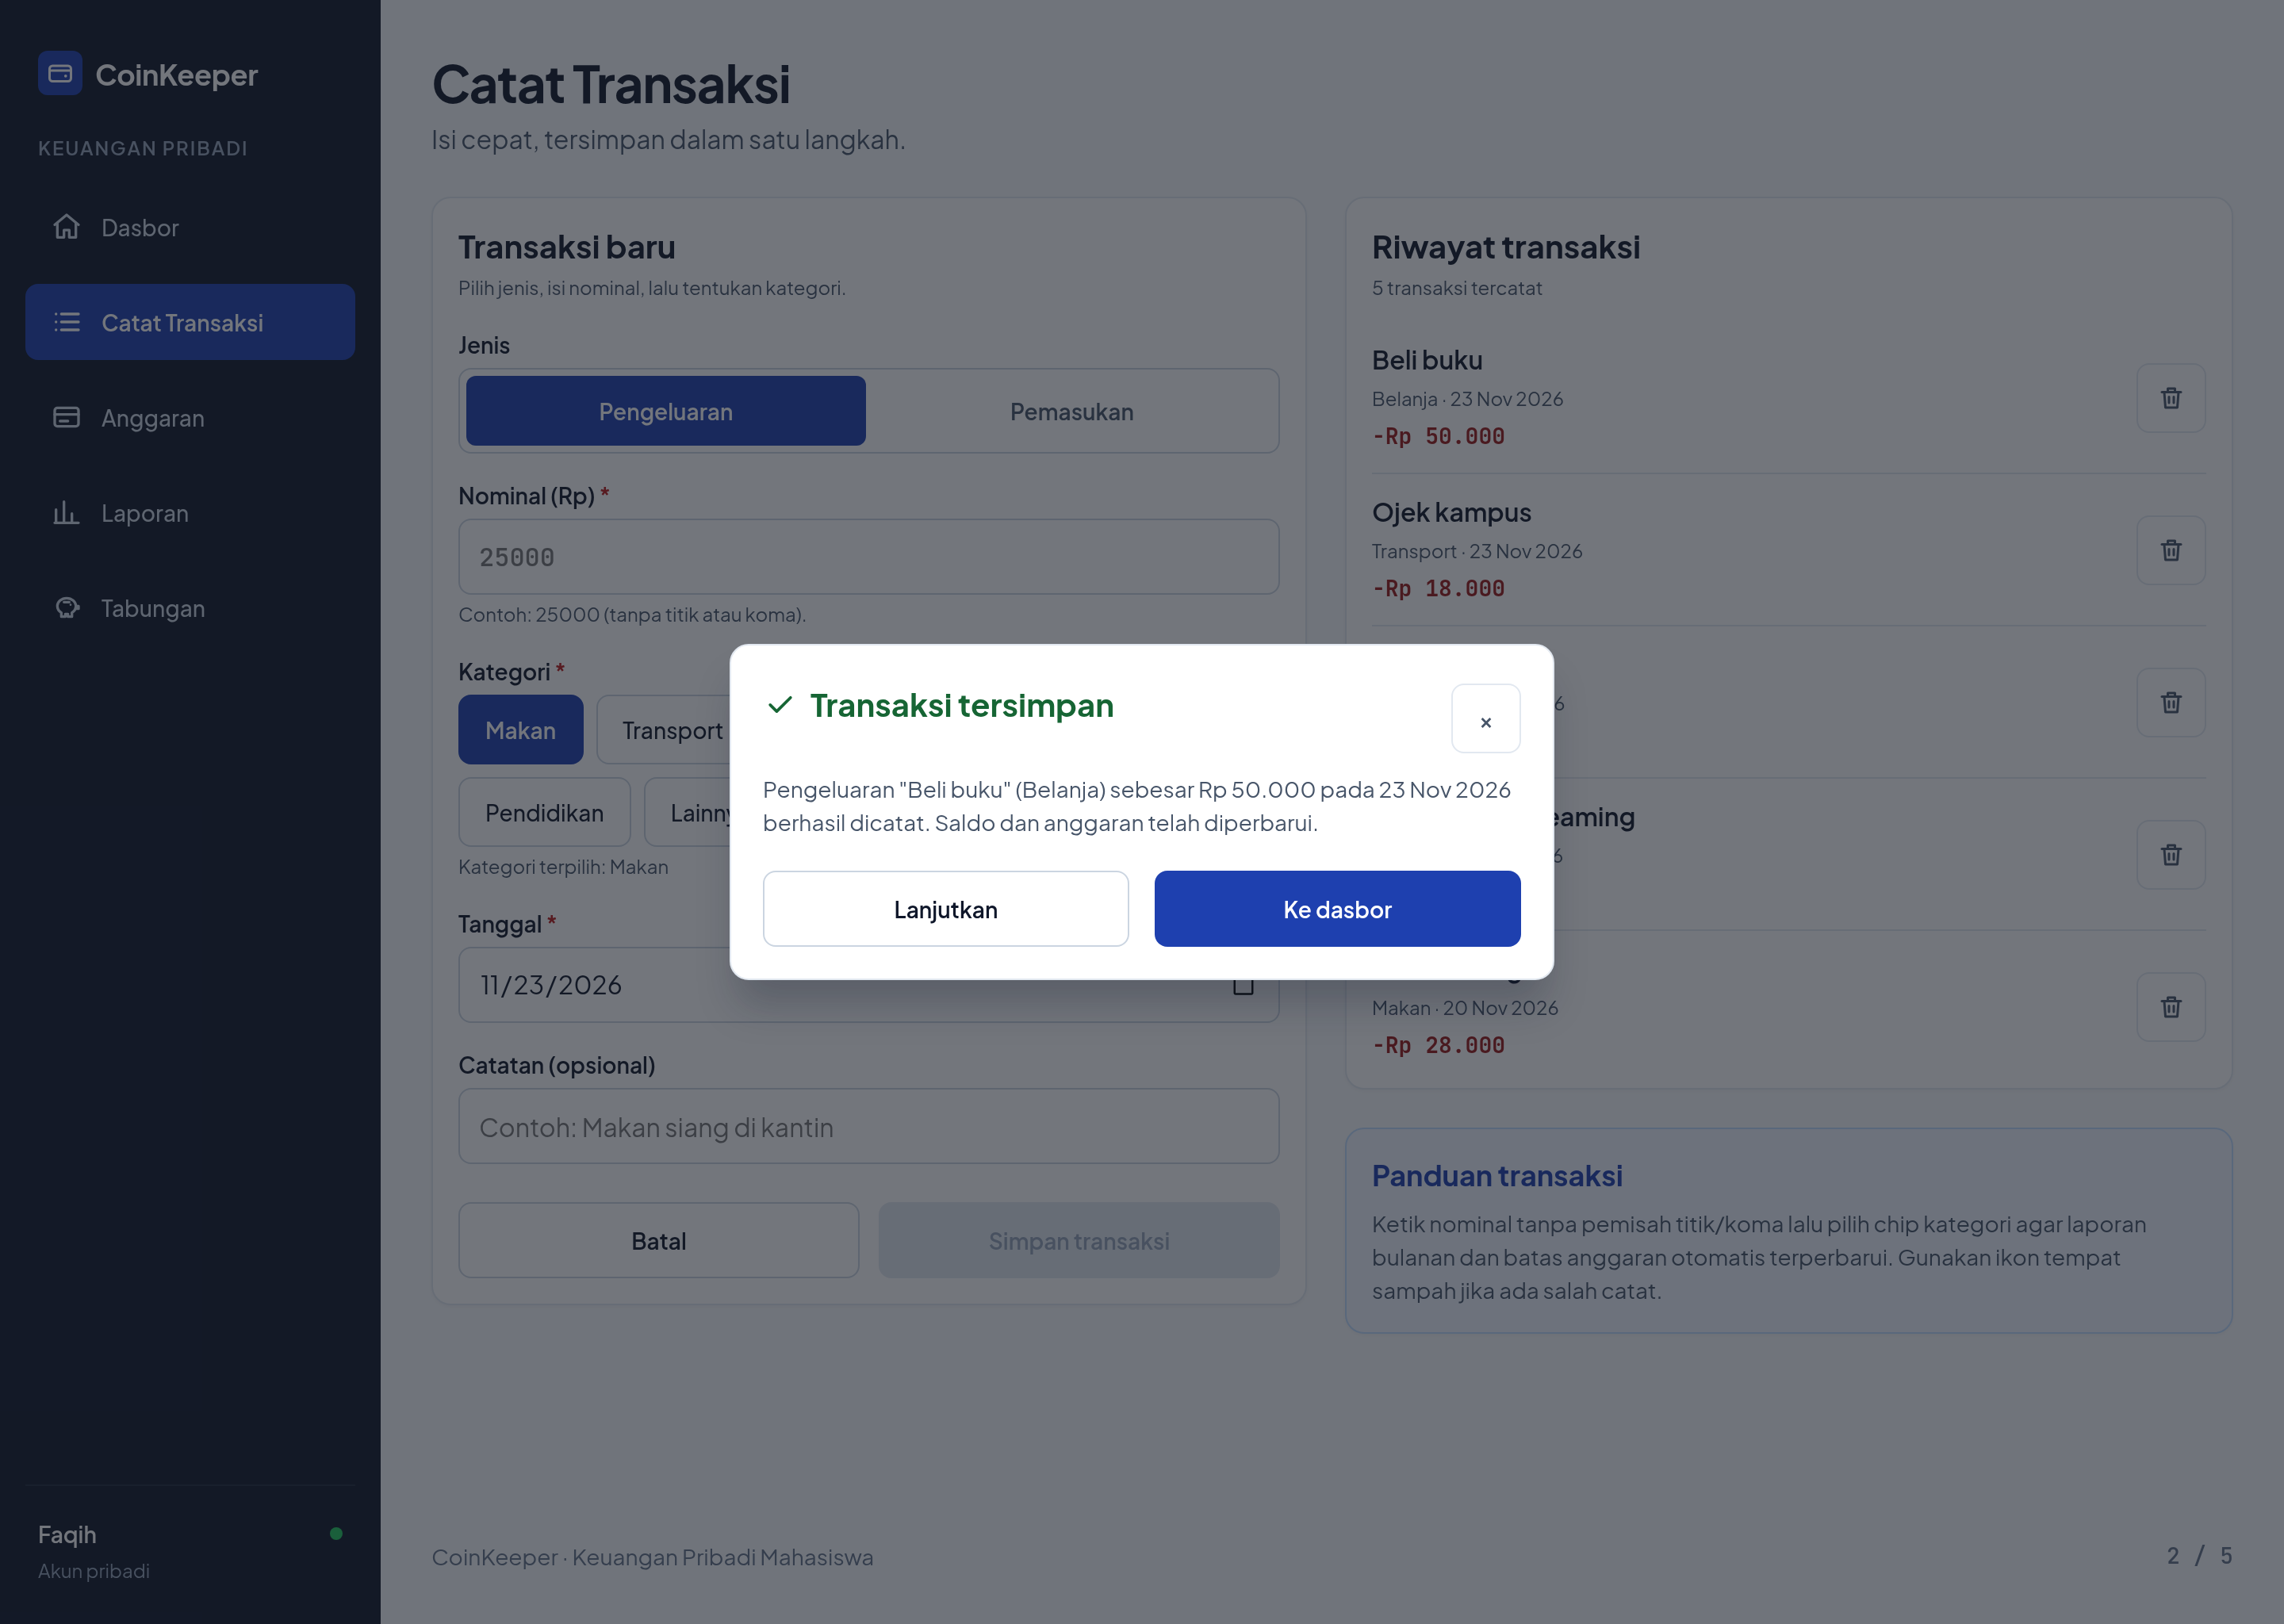 CoinKeeper
KEUANGAN PRIBADI
Dasbor
Catat Transaksi
Anggaran
Laporan
Tabungan
Faqih
Akun pribadi
Catat Transaksi
Isi cepat, tersimpan dalam satu langkah.
Transaksi baru
Pilih jenis, isi nominal, lalu tentukan kategori.
Jenis
Pengeluaran
Pemasukan
Nominal (Rp) *
25000
Contoh: 25000 (tanpa titik atau koma).
Kategori *
Makan
Transport
Pendidikan
Kategori terpilih: Makan
Tanggal *
11/23/2026
Catatan (opsional)
Contoh: Makan siang di kantin
Batal
Simpan transaksi
Transaksi tersimpan
×
Pengeluaran "Beli buku" (Belanja) sebesar Rp 50.000 pada 23 Nov 2026
berhasil dicatat. Saldo dan anggaran telah diperbarui.
Lanjutkan
Ke dasbor
Riwayat transaksi
5 transaksi tercatat
Beli buku
Belanja · 23 Nov 2026
-Rp 50.000
Ojek kampus
Transport · 23 Nov 2026
-Rp 18.000
Makan · 20 Nov 2026
-Rp 28.000
Panduan transaksi
Ketik nominal tanpa pemisah titik/koma lalu pilih chip kategori agar laporan
bulanan dan batas anggaran otomatis terperbarui. Gunakan ikon tempat
sampah jika ada salah catat.
CoinKeeper · Keuangan Pribadi Mahasiswa
2 / 5